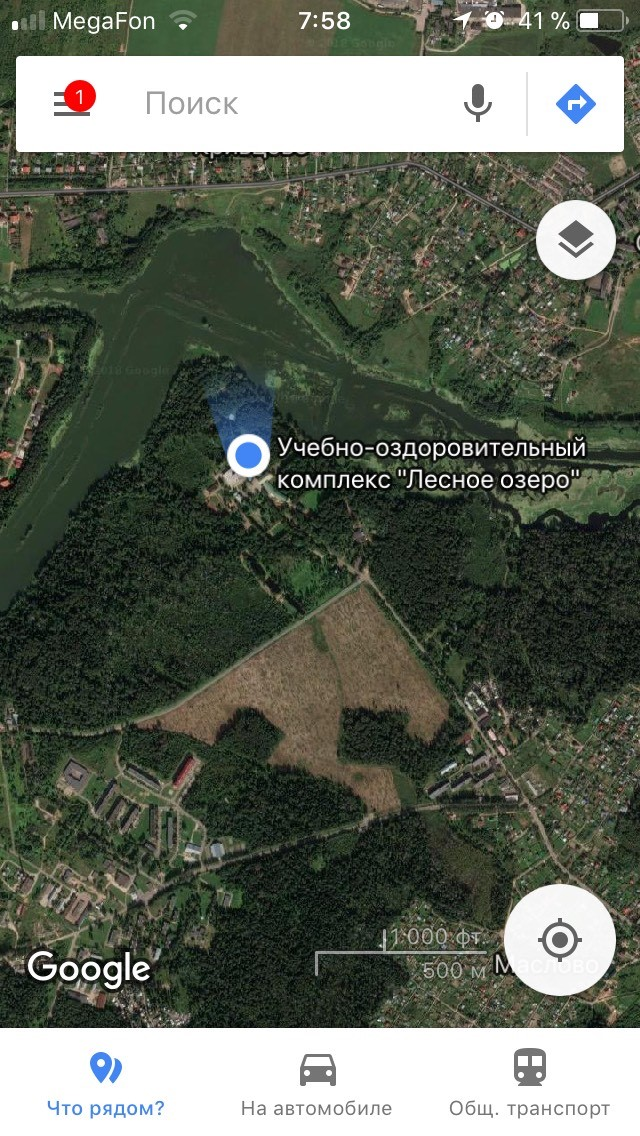 MegaFon
7:58
41 %
1
Поиск
Учебно-оздоровительный
комплекс "Лесное озеро"
1 000 фт.
500 м
Маслово
Google
Что рядом?
На автомобиле
Общ. транспорт